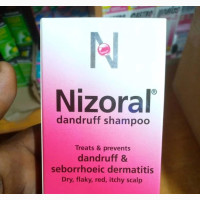 N
Nizoral®
dandruff shampoo
Treats & prevents
dandruff &
seborrhoeic dermatitis
Dry, flaky, red, itchy scalp